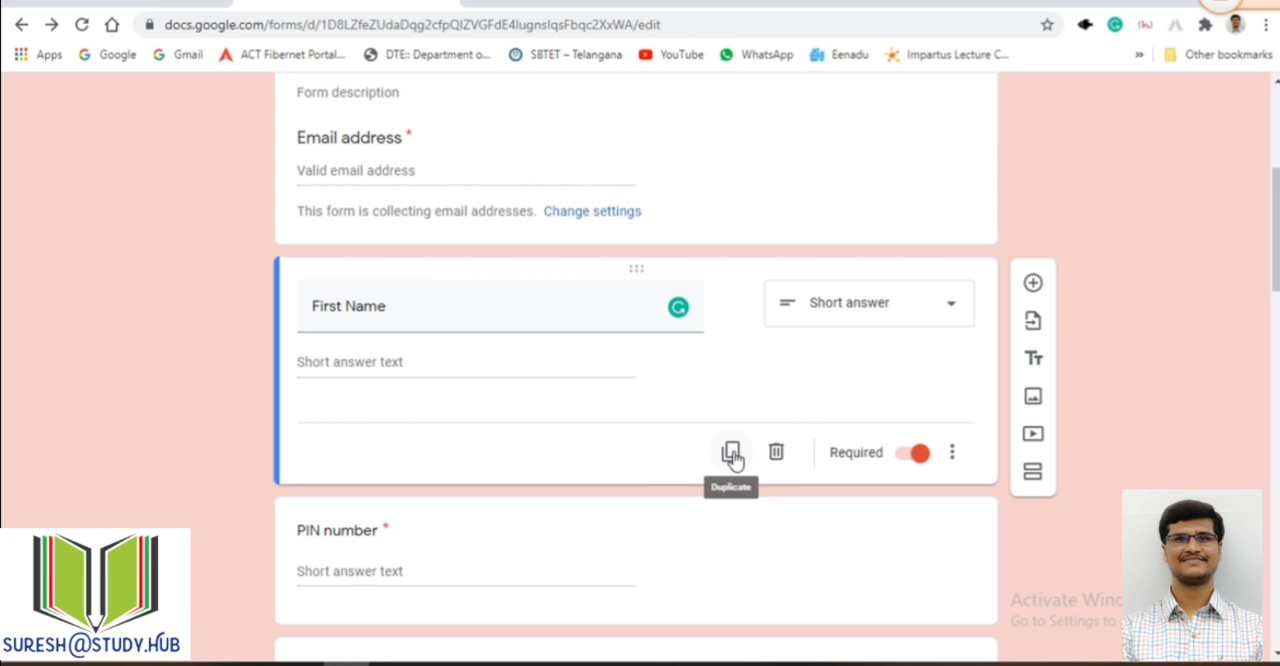 docs.google.com/forms/d/1D8LZfeZUdaDqg2cfpQIZVGFdE4lugnslqsFbqc2XxWA/edit
Apps Google Gmail ACT Fibernet Portal... DTE:: Department o... SBTET – Telangana YouTube WhatsApp Eenadu Impartus Lecture C... » Other bookmarks
Form description
Email address *
Valid email address
This form is collecting email addresses. Change settings
First Name
Short answer
Short answer text
Required
Duplicate
PIN number *
Short answer text
Activate Wind
Go to Settings to
SURESH@STUDY.HUB